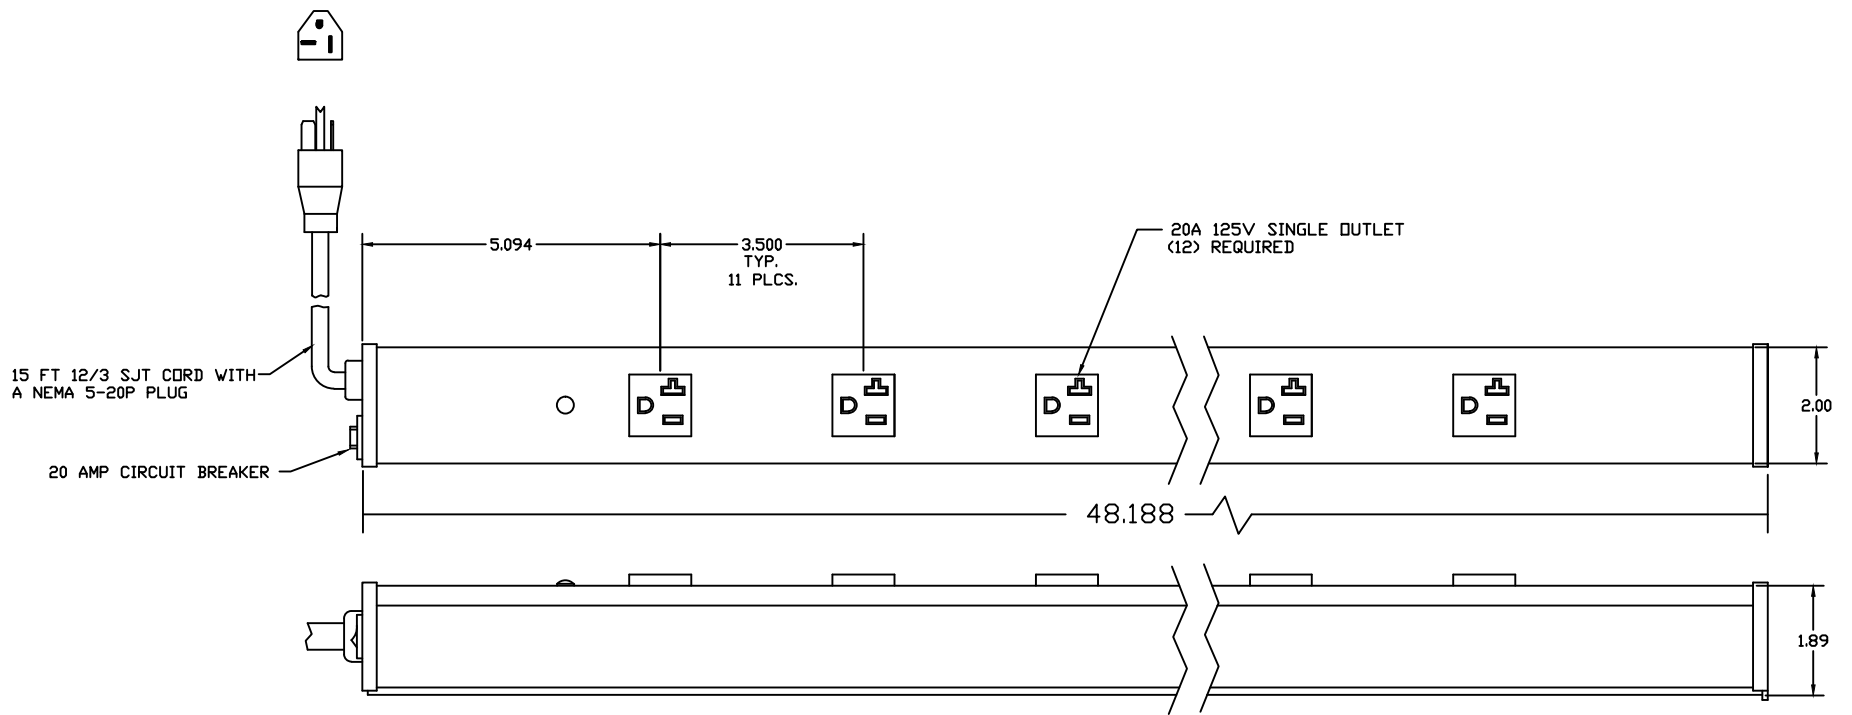 20A 125V SINGLE OUTLET
(12) REQUIRED
5.094
3.500
TYP.
11 PLCS.
15 FT 12/3 SJT CORD WITH
A NEMA 5-20P PLUG
2.00
20 AMP CIRCUIT BREAKER
48.188
1.89